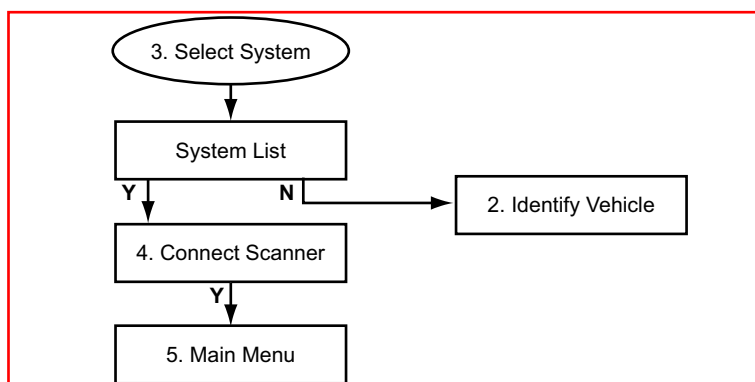 3. Select System
System List
Y
N
2. Identify Vehicle
4. Connect Scanner
Y
5. Main Menu